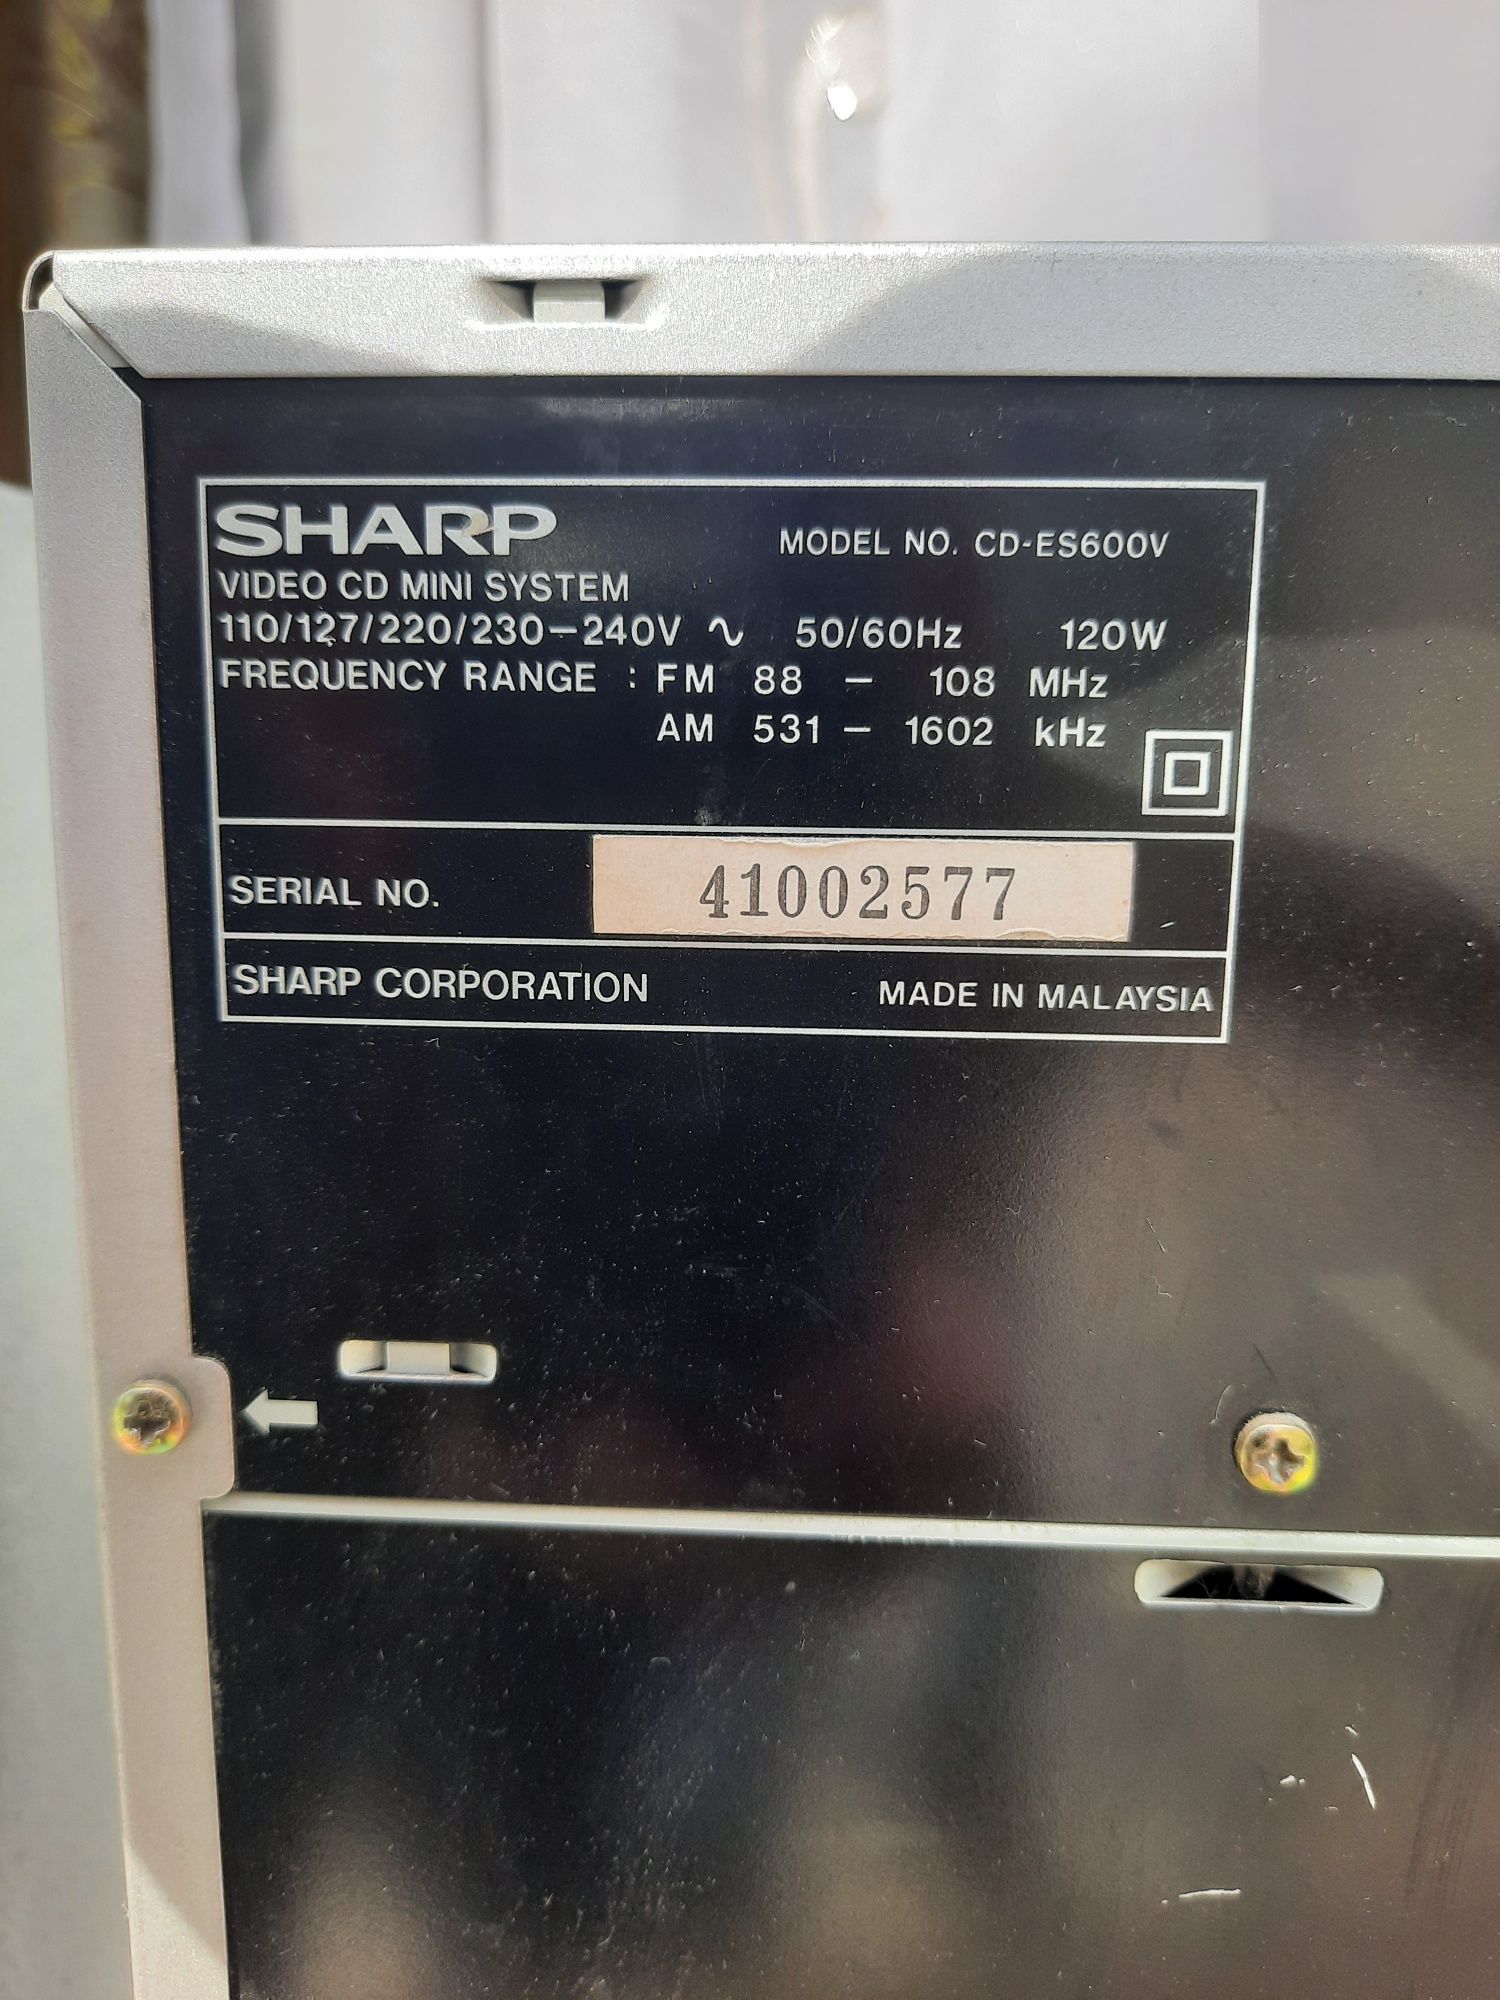 SHARP MODEL NO. CD-ES600V
VIDEO CD MINI SYSTEM
110/127/220/230–240V ∿ 50/60Hz 120W
FREQUENCY RANGE : FM 88 – 108 MHz
AM 531 – 1602 kHz
SERIAL NO. 41002577
SHARP CORPORATION MADE IN MALAYSIA